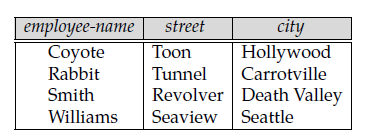 employee-name street city
Coyote Toon Hollywood
Rabbit Tunnel Carrotville
Smith Revolver Death Valley
Williams Seaview Seattle